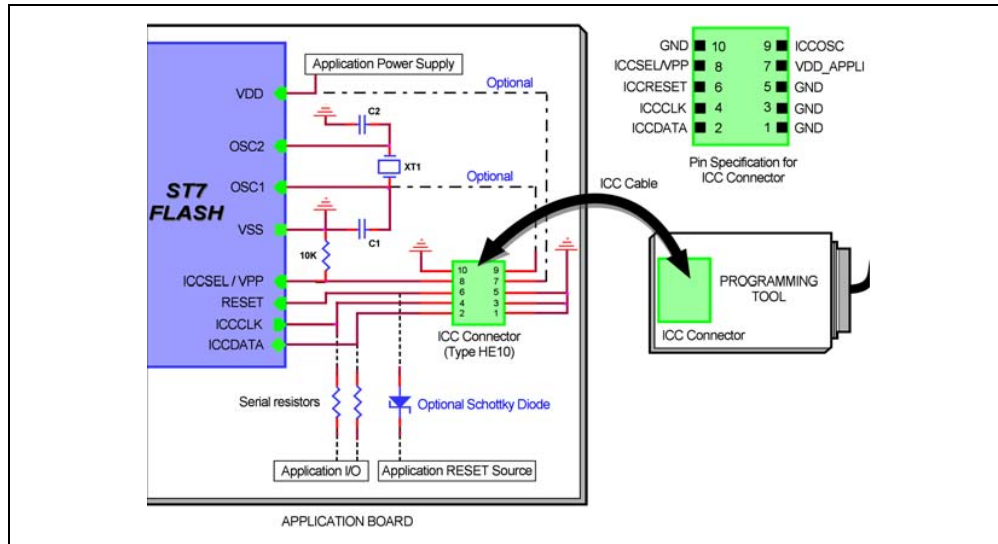 Application Power Supply
Optional
VDD
C2
OSC2
XT1
OSC1
Optional
ST7
FLASH
VSS
C1
10K
ICCSEL / VPP
RESET
ICCCLK
ICCDATA
10 9
8 7
6 5
4 3
2 1
ICC Connector
(Type HE10)
Serial resistors
Optional Schottky Diode
Application I/O
Application RESET Source
APPLICATION BOARD
GND 10 9 ICCOSC
ICCSEL/VPP 8 7 VDD_APPLI
ICCRESET 6 5 GND
ICCCLK 4 3 GND
ICCDATA 2 1 GND
Pin Specification for
ICC Connector
ICC Cable
PROGRAMMING
TOOL
ICC Connector